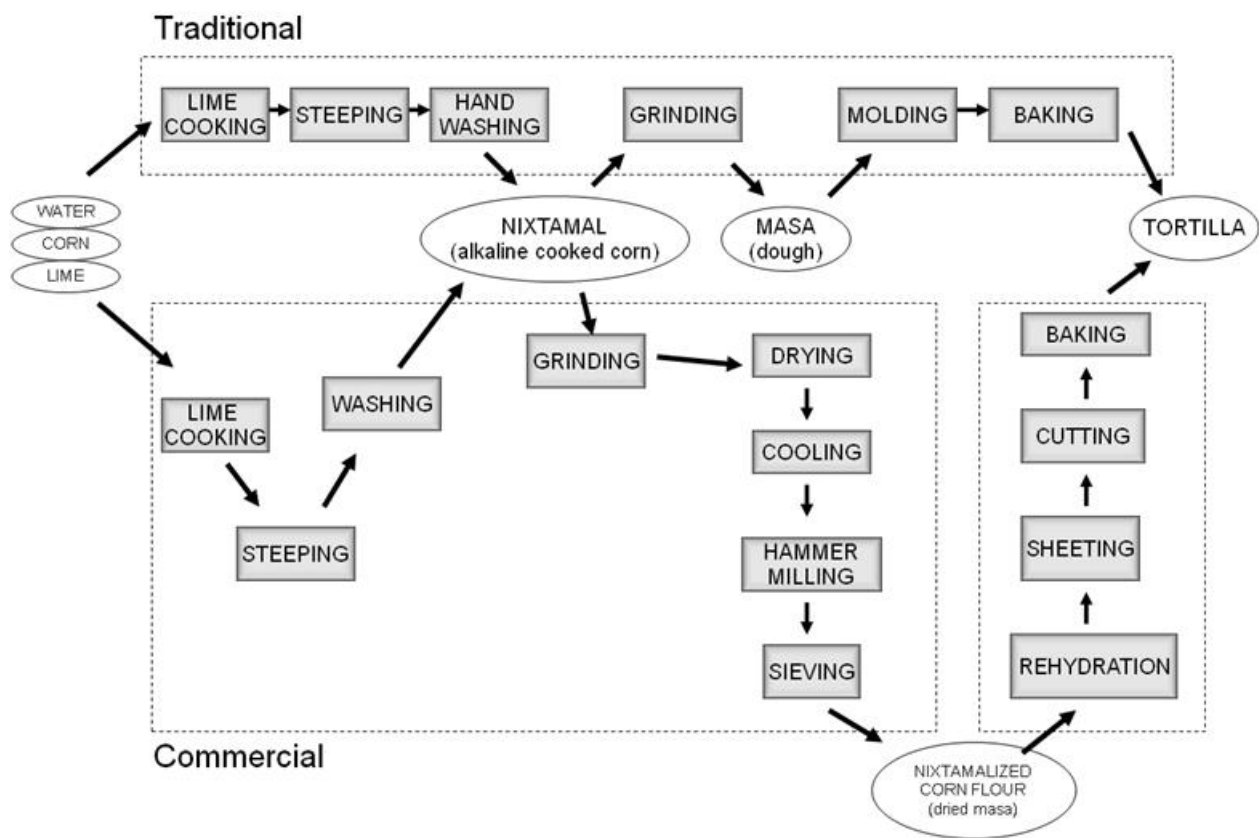 Traditional
LIME
COOKING
STEEPING
HAND
WASHING
GRINDING
MOLDING
BAKING
WATER
CORN
LIME
NIXTAMAL
(alkaline cooked corn)
MASA
(dough)
TORTILLA
LIME
COOKING
STEEPING
WASHING
GRINDING
DRYING
COOLING
HAMMER
MILLING
SIEVING
Commercial
NIXTAMALIZED
CORN FLOUR
(dried masa)
REHYDRATION
SHEETING
CUTTING
BAKING